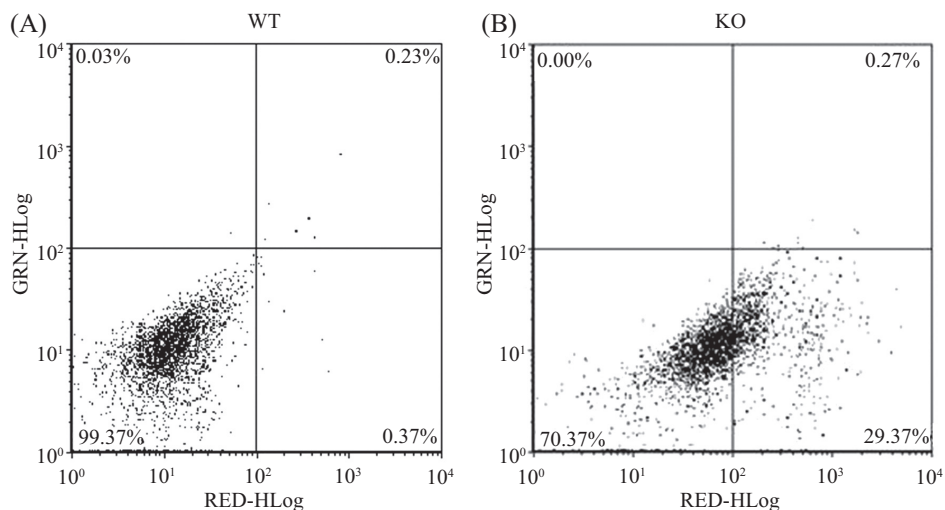 (A)
WT
10⁴
0.03%
0.23%
10³
GRN-HLog
10²
10¹
99.37%
0.37%
10⁰
10⁰ 10¹ 10² 10³ 10⁴
RED-HLog
(B)
KO
10⁴
0.00%
0.27%
10³
GRN-HLog
10²
10¹
70.37%
29.37%
10⁰
10⁰ 10¹ 10² 10³ 10⁴
RED-HLog